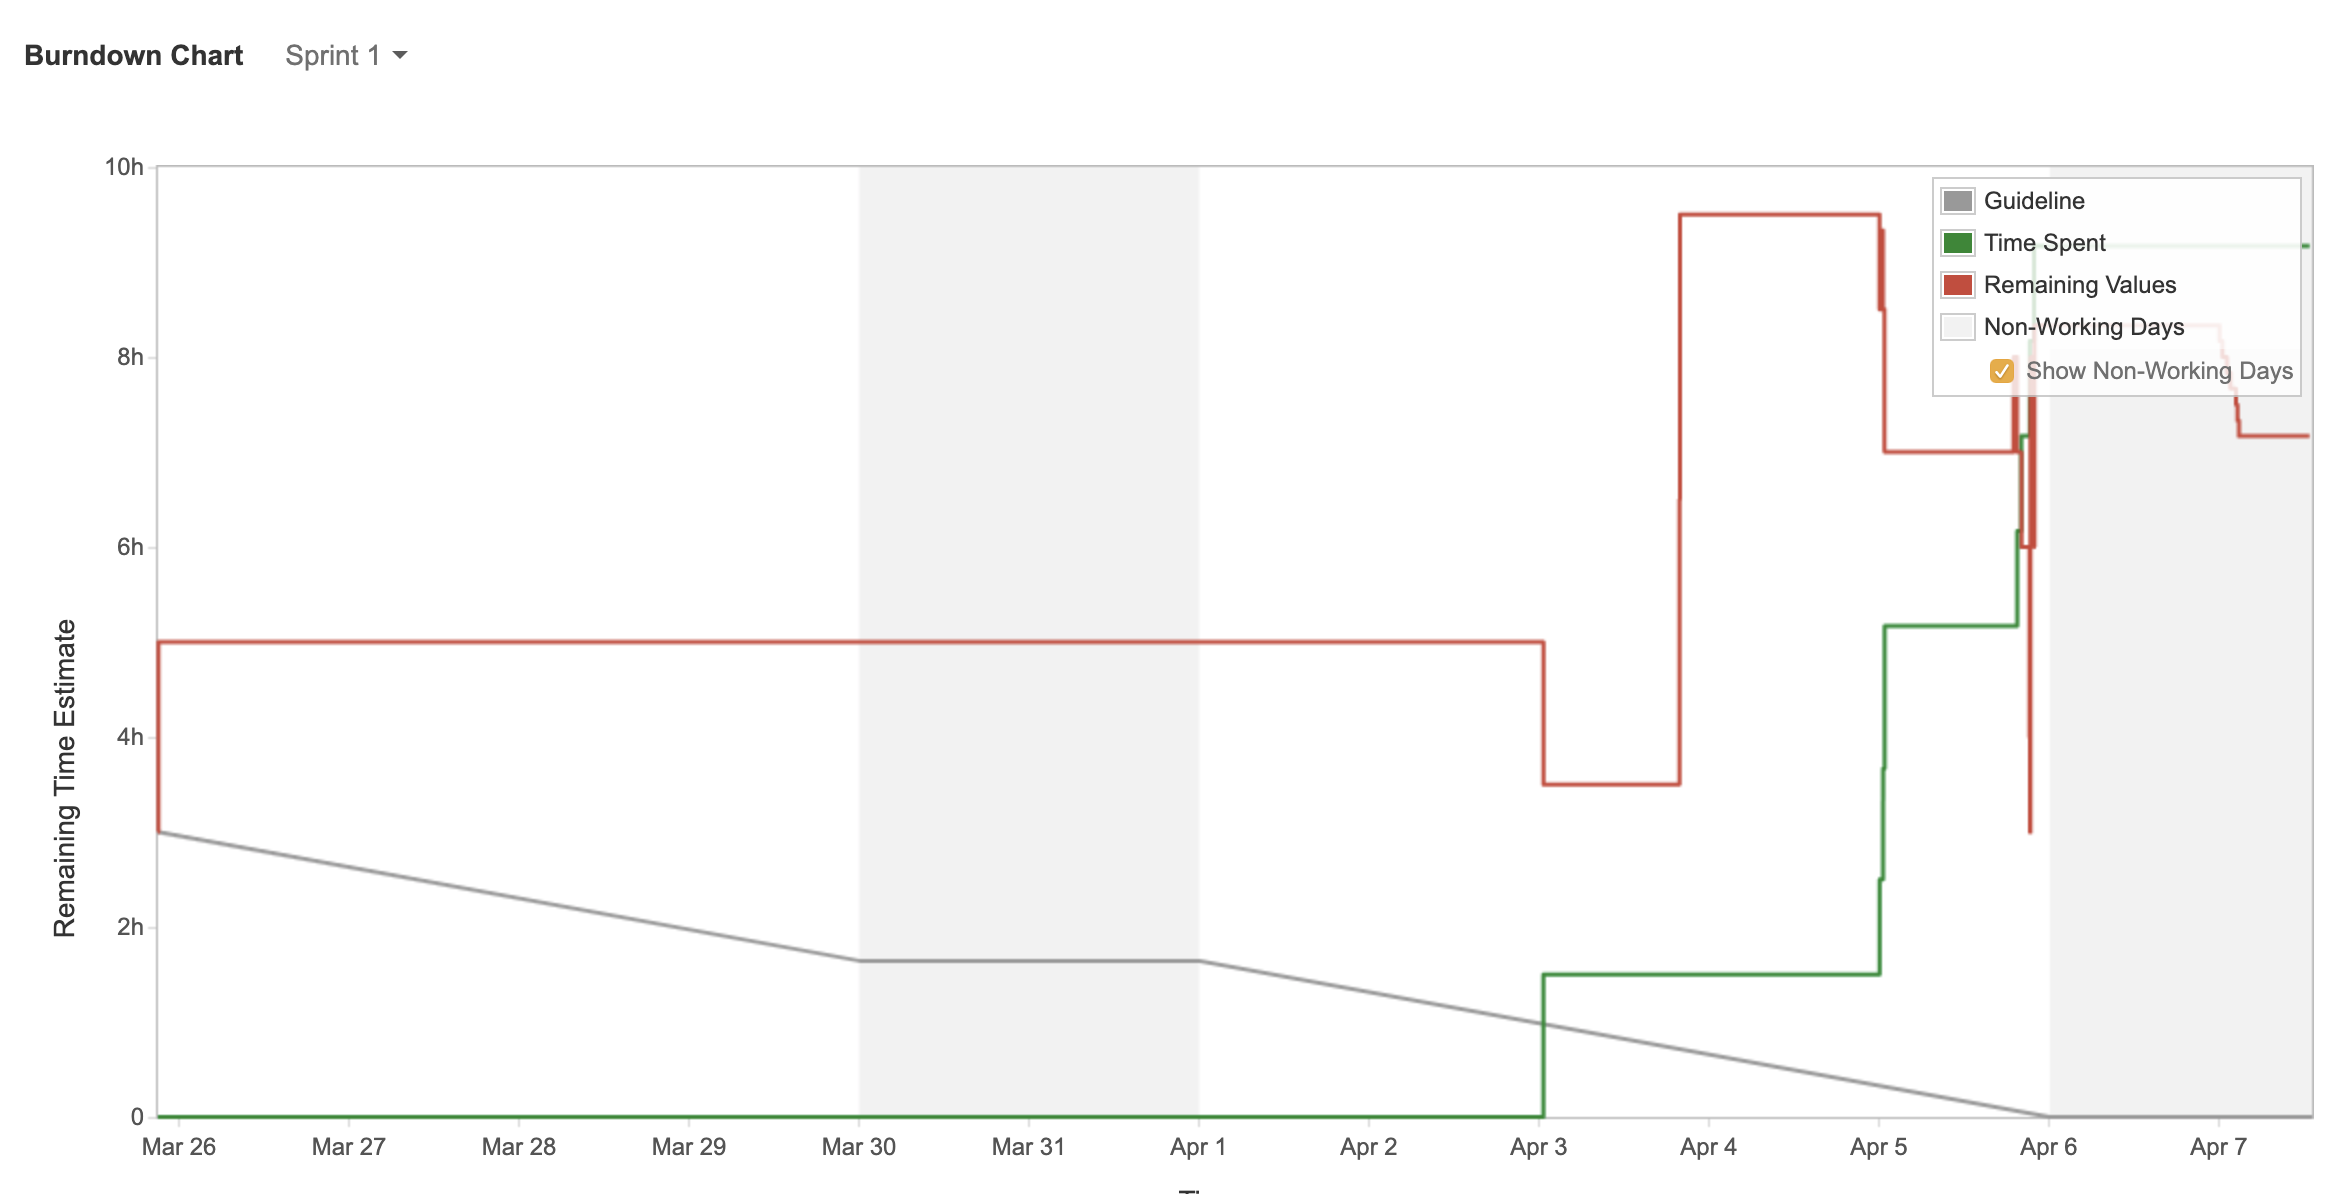 Burndown Chart Sprint 1
10h
8h
6h
4h
2h
0
Remaining Time Estimate
Guideline
Time Spent
Remaining Values
Non-Working Days
Show Non-Working Days
Mar 26 Mar 27 Mar 28 Mar 29 Mar 30 Mar 31 Apr 1 Apr 2 Apr 3 Apr 4 Apr 5 Apr 6 Apr 7